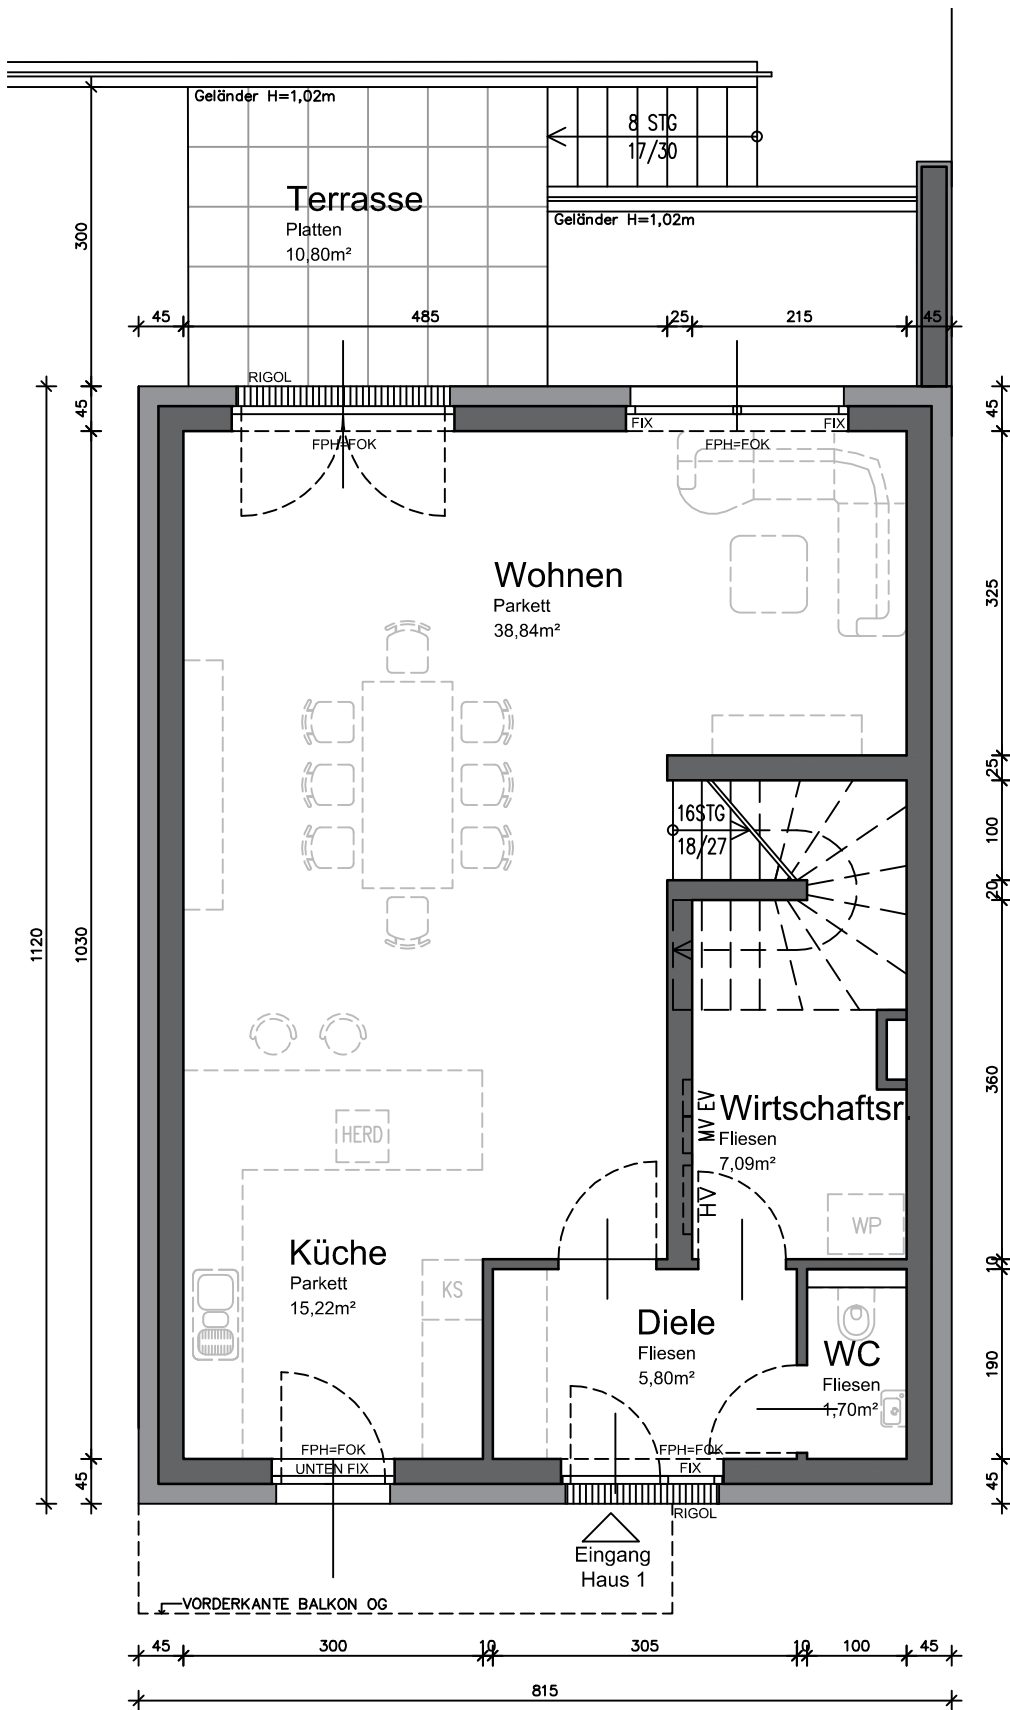 Geländer H=1,02m
8 STG
17/30
Terrasse
Platten
10,80m²
Geländer H=1,02m
300
45
485
25
215
45
RIGOL
45
45
FIX
FIX
FPH=FOK
FPH=FOK
Wohnen
Parkett
38,84m²
325
25
16STG
18/27
100
20
1120
1030
360
HERD
MV EV
Wirtschaftsr.
Fliesen
7,09m²
HV
WP
Küche
Parkett
15,22m²
KS
10
Diele
Fliesen
5,80m²
WC
Fliesen
1,70m²
190
FPH=FOK
UNTEN FIX
FPH=FOK
FIX
45
45
RIGOL
Eingang
Haus 1
VORDERKANTE BALKON OG
45
300
10
305
10
100
45
815